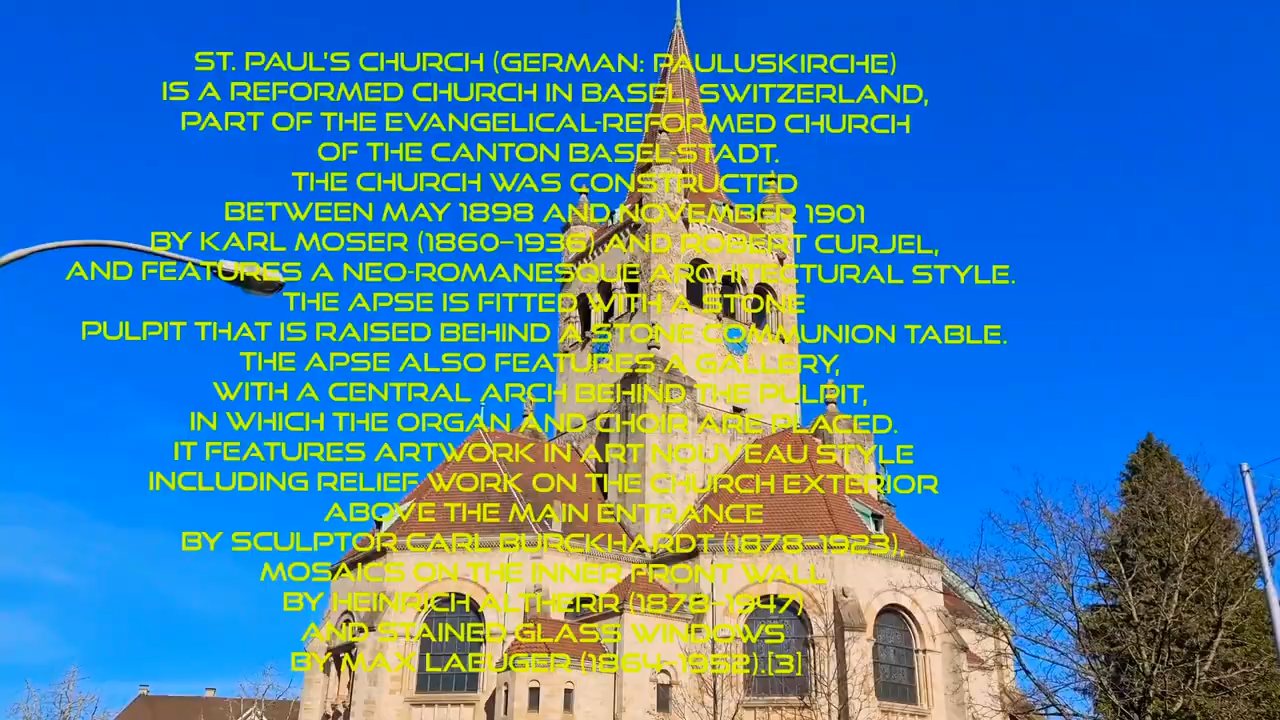 ST. PAUL'S CHURCH (GERMAN: PAULUSKIRCHE)
IS A REFORMED CHURCH IN BASEL, SWITZERLAND,
PART OF THE EVANGELICAL-REFORMED CHURCH
OF THE CANTON BASEL-STADT.
THE CHURCH WAS CONSTRUCTED
BETWEEN MAY 1898 AND NOVEMBER 1901
BY KARL MOSER (1860–1936) AND ROBERT CURJEL,
AND FEATURES A NEO-ROMANESQUE ARCHITECTURAL STYLE.
THE APSE IS FITTED WITH A STONE
PULPIT THAT IS RAISED BEHIND A STONE COMMUNION TABLE.
THE APSE ALSO FEATURES A GALLERY,
WITH A CENTRAL ARCH BEHIND THE PULPIT,
IN WHICH THE ORGAN AND CHOIR ARE PLACED.
IT FEATURES ARTWORK IN ART NOUVEAU STYLE
INCLUDING RELIEF WORK ON THE CHURCH EXTERIOR
ABOVE THE MAIN ENTRANCE
BY SCULPTOR CARL BURCKHARDT (1878–1923),
MOSAICS ON THE INNER FRONT WALL
BY HEINRICH ALTHERR (1878–1947)
AND STAINED GLASS WINDOWS
BY MAX LAEUGER (1864–1952).[3]